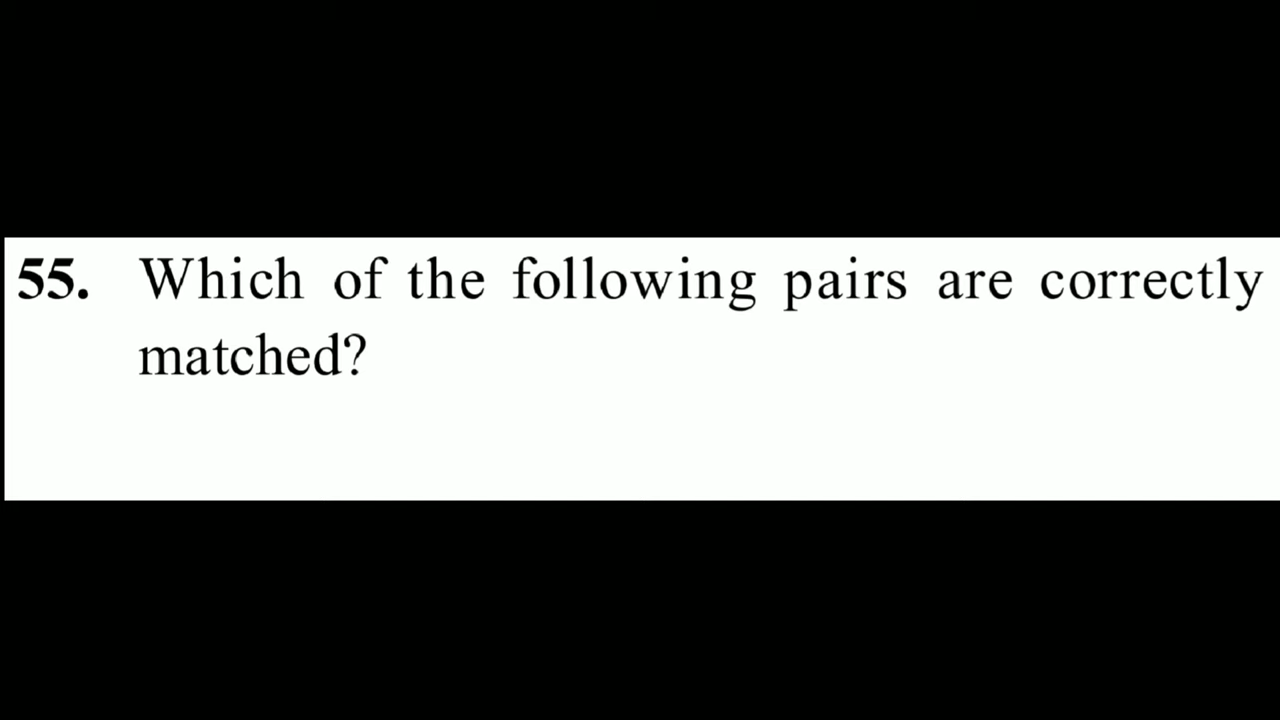 55. Which of the following pairs are correctly
matched?